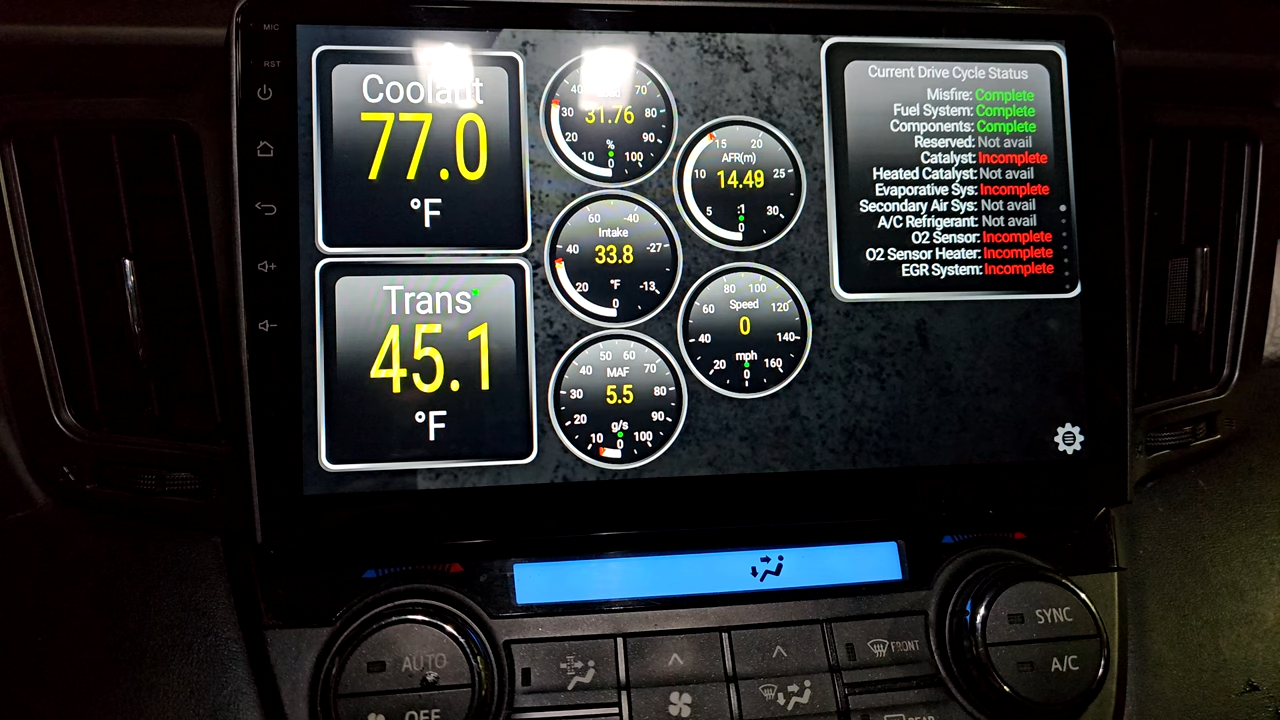 MIC
RST
Coolant
77.0
°F
Trans
45.1
°F
40 70
30 31.76 80
20 90
% 
10 0 100
60 -40
Intake
40 33.8 -27
20 °F -13
0
50 60
40 MAF 70
30 5.5 80
20 g/s 90
10 0 100
15 20
AFR(m)
10 14.49 25
5 :1 30
0
80 100
60 Speed 120
40 0 140
20 mph 160
0
Current Drive Cycle Status
Misfire: Complete
Fuel System: Complete
Components: Complete
Reserved: Not avail
Catalyst: Incomplete
Heated Catalyst: Not avail
Evaporative Sys: Incomplete
Secondary Air Sys: Not avail
A/C Refrigerant: Not avail
O2 Sensor: Incomplete
O2 Sensor Heater: Incomplete
EGR System: Incomplete
AUTO
OFF
FRONT
SYNC
A/C